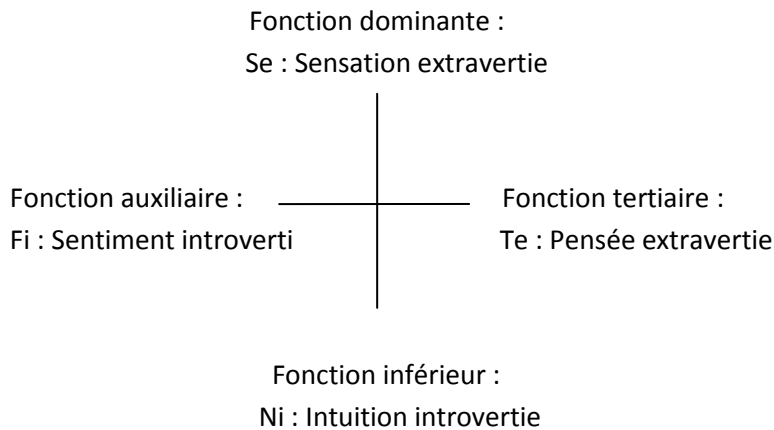 Fonction dominante :
Se : Sensation extravertie
Fonction auxiliaire :
Fi : Sentiment introverti
Fonction tertiaire :
Te : Pensée extravertie
Fonction inférieur :
Ni : Intuition introvertie